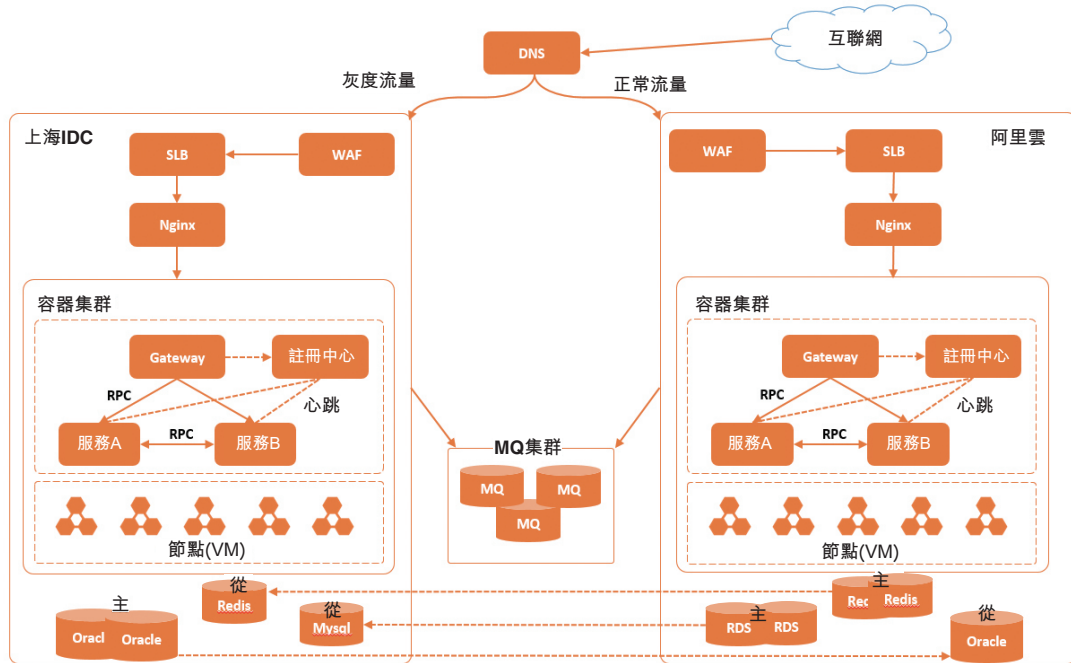 互聯網
DNS
灰度流量
正常流量
上海IDC
SLB
WAF
Nginx
容器集群
Gateway
註冊中心
RPC
心跳
服務A
RPC
服務B
節點(VM)
從
Redis
主
Oracl
Oracle
從
Mysql
MQ集群
MQ
MQ
MQ
阿里雲
WAF
SLB
Nginx
容器集群
Gateway
註冊中心
RPC
心跳
服務A
RPC
服務B
節點(VM)
主
Rec
Redis
主
RDS
RDS
從
Oracle